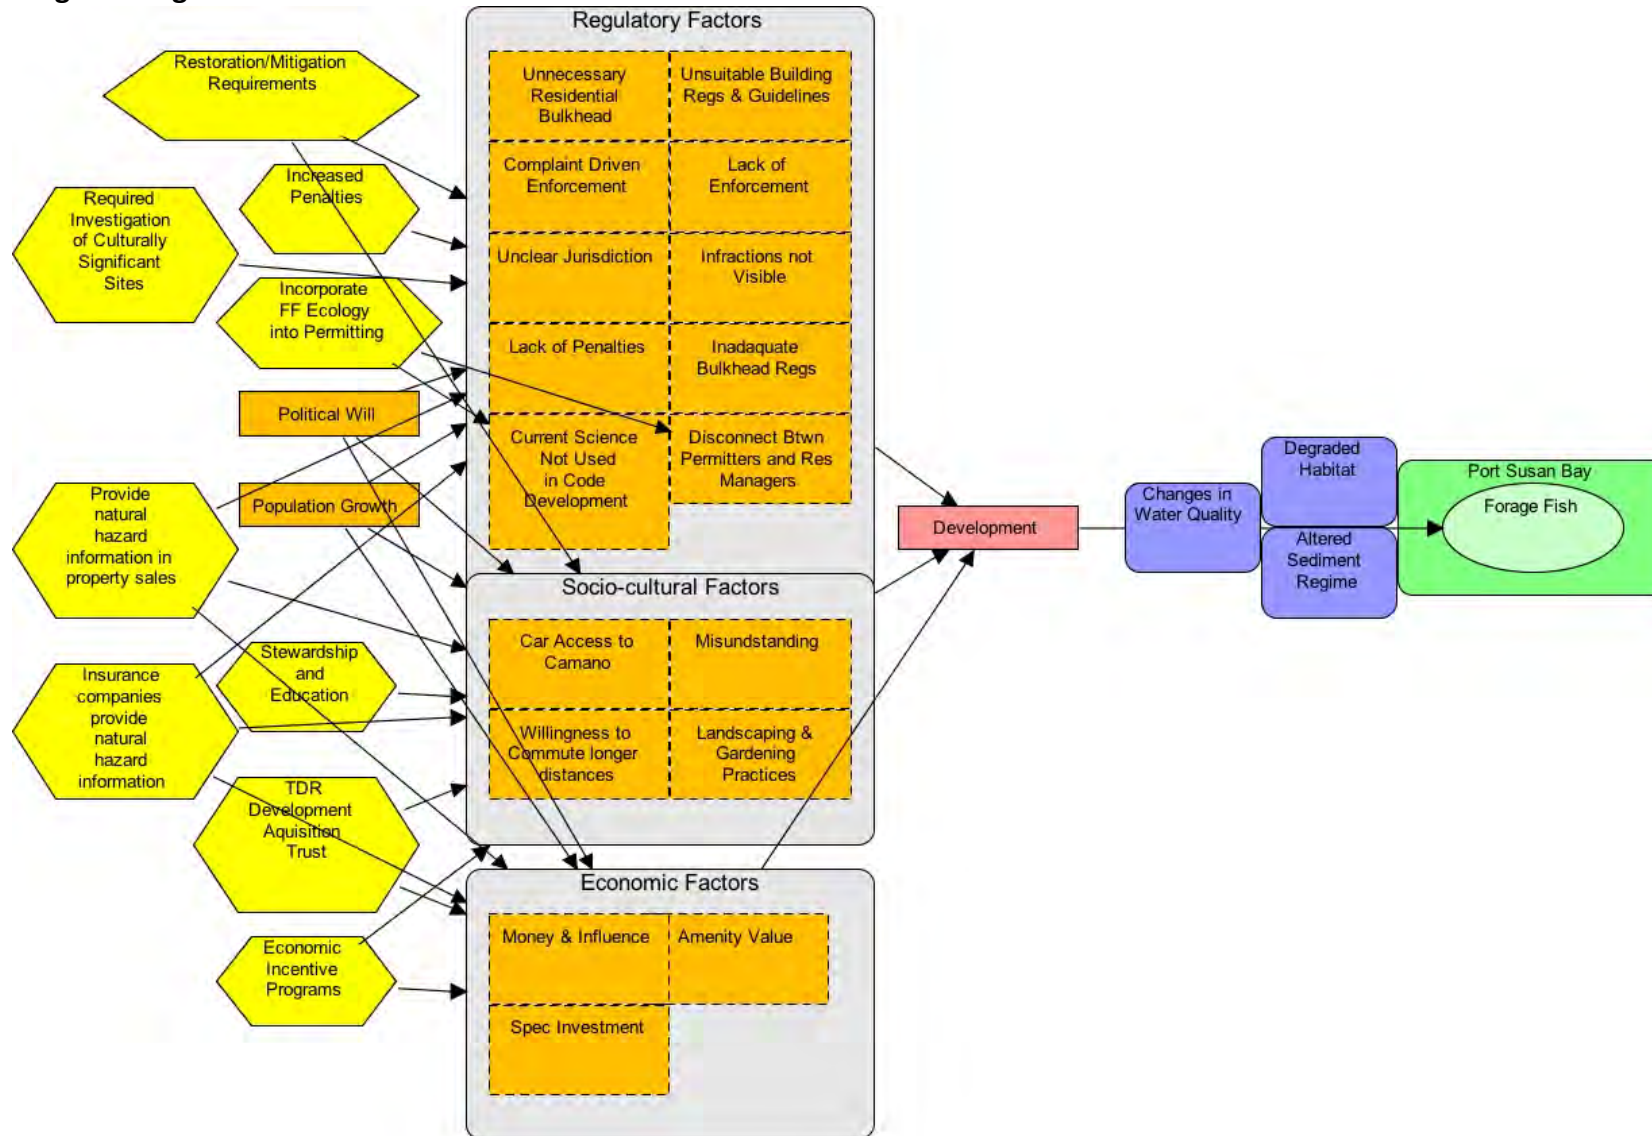 Regulatory Factors
Restoration/Mitigation
Requirements
Unnecessary
Residential
Bulkhead
Unsuitable Building
Regs & Guidelines
Complaint Driven
Enforcement
Lack of
Enforcement
Increased
Penalties
Required
Investigation
of Culturally
Significant
Sites
Unclear Jurisdiction
Infractions not
Visible
Incorporate
FF Ecology
into Permitting
Lack of Penalties
Inadaquate
Bulkhead Regs
Political Will
Current Science
Not Used
in Code
Development
Disconnect Btwn
Permitters and Res
Managers
Population Growth
Provide
natural
hazard
information in
property sales
Socio-cultural Factors
Car Access to
Camano
Misundstanding
Stewardship
and
Education
Insurance
companies
provide
natural
hazard
information
Willingness to
Commute longer
distances
Landscaping &
Gardening
Practices
TDR
Development
Aquisition
Trust
Economic Factors
Money & Influence
Amenity Value
Economic
Incentive
Programs
Spec Investment
Development
Changes in
Water Quality
Degraded
Habitat
Altered
Sediment
Regime
Port Susan Bay
Forage Fish